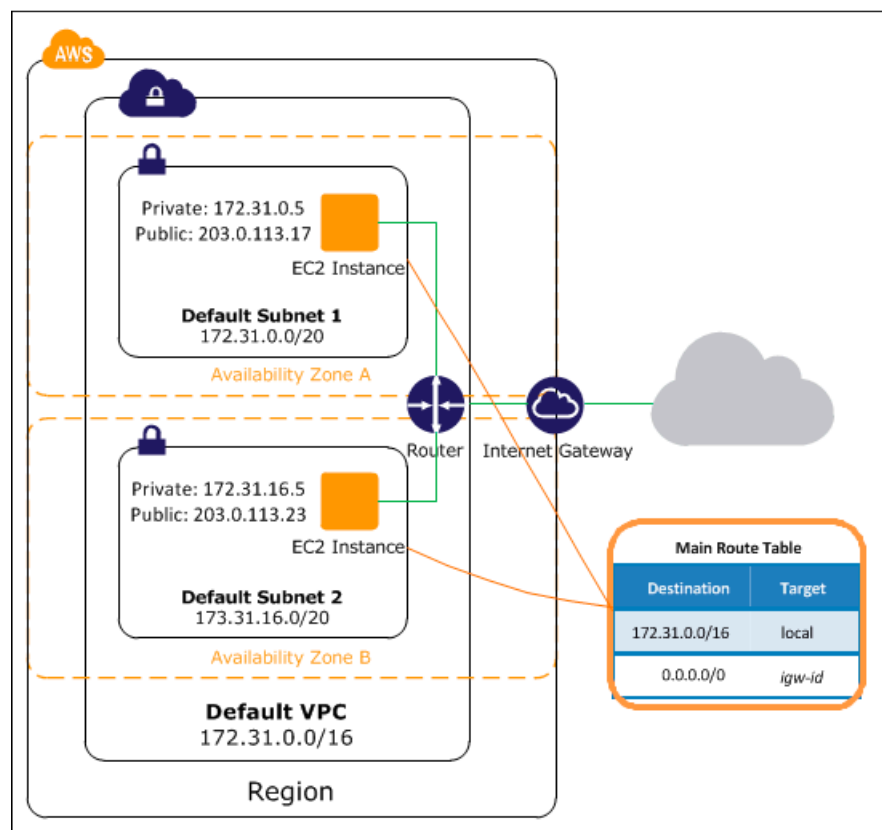 AWS
Private: 172.31.0.5
Public: 203.0.113.17
EC2 Instance
Default Subnet 1
172.31.0.0/20
Availability Zone A
Router
Internet Gateway
Private: 172.31.16.5
Public: 203.0.113.23
EC2 Instance
Default Subnet 2
173.31.16.0/20
Availability Zone B
Default VPC
172.31.0.0/16
Region
Main Route Table
Destination Target
172.31.0.0/16 local
0.0.0.0/0 igw-id